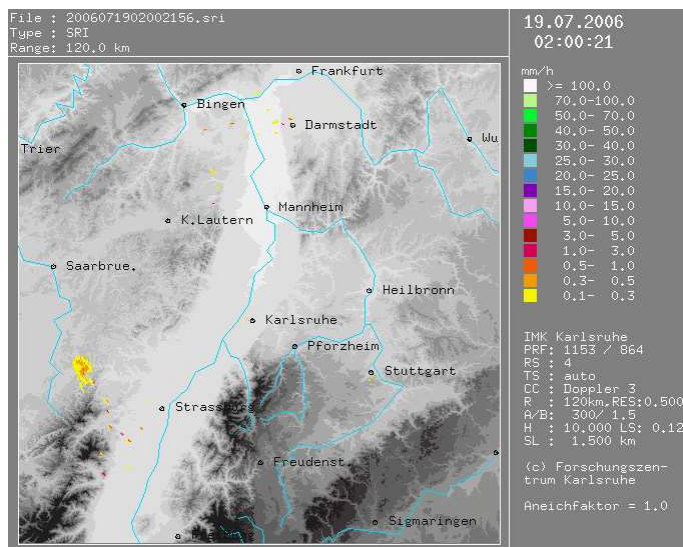 File : 2006071902002156.sri
Type : SRI
Range: 120.0 km
19.07.2006
02:00:21
mm/h
>= 100.0
70.0-100.0
50.0- 70.0
40.0- 50.0
30.0- 40.0
25.0- 30.0
20.0- 25.0
15.0- 20.0
10.0- 15.0
5.0- 10.0
3.0- 5.0
1.0- 3.0
0.5- 1.0
0.3- 0.5
0.1- 0.3
Frankfurt
Bingen
Darmstadt
Wu
Trier
Mannheim
K.Lautern
Saarbrue.
Heilbronn
Karlsruhe
Pforzheim
Stuttgart
Strassburg
Freudenst.
Sigmaringen
IMK Karlsruhe
PRF: 1153 / 864
RS : 4
TS : auto
CC : Doppler 3
R : 120km,RES:0.500
A/B: 300/ 1.5
H : 10.000 LS: 0.12
SL : 1.500 km
(c) Forschungszen-
trum Karlsruhe
Aneichfaktor = 1.0